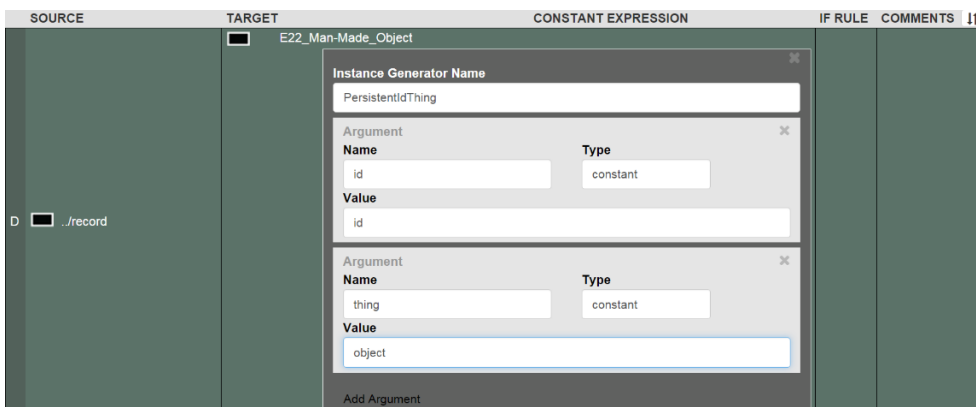 SOURCE TARGET CONSTANT EXPRESSION IF RULE COMMENTS
E22_Man-Made_Object
Instance Generator Name
PersistentIdThing
Argument
Name Type
id constant
Value
id
D ../record
Argument
Name Type
thing constant
Value
object
Add Argument